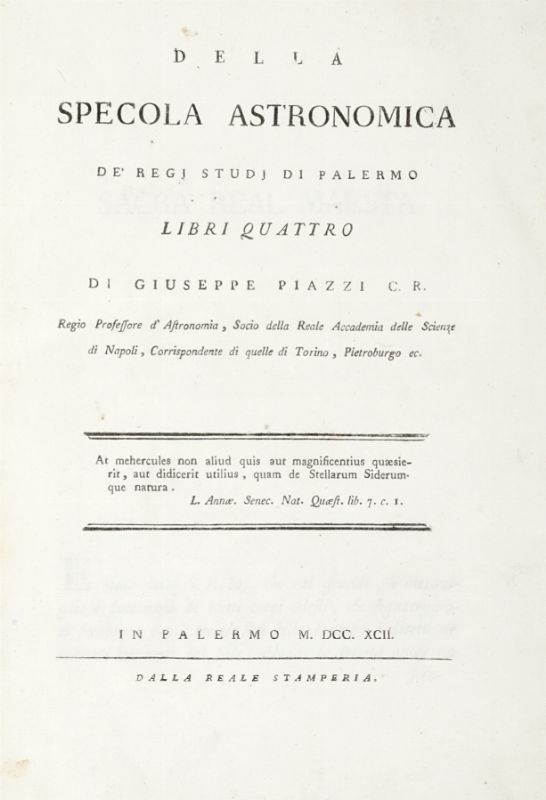 DELLA
SPECOLA ASTRONOMICA
DE' REGJ STUDJ DI PALERMO
LIBRI QUATTRO
DI GIUSEPPE PIAZZI C. R.
Regio Profeſſore d' Aſtronomia, Socio della Reale Accademia delle Scienze
di Napoli, Corrispondente di quelle di Torino, Pietroburgo ec.
At mehercules non aliud quis aut magnificentius quæsie-
rit, aut didicerit utilius, quam de Stellarum Siderum-
que natura.
L. Annæ. Senec. Nat. Quæſt. lib. 7. c. 1.
IN PALERMO M. DCC. XCII.
DALLA REALE STAMPERIA.